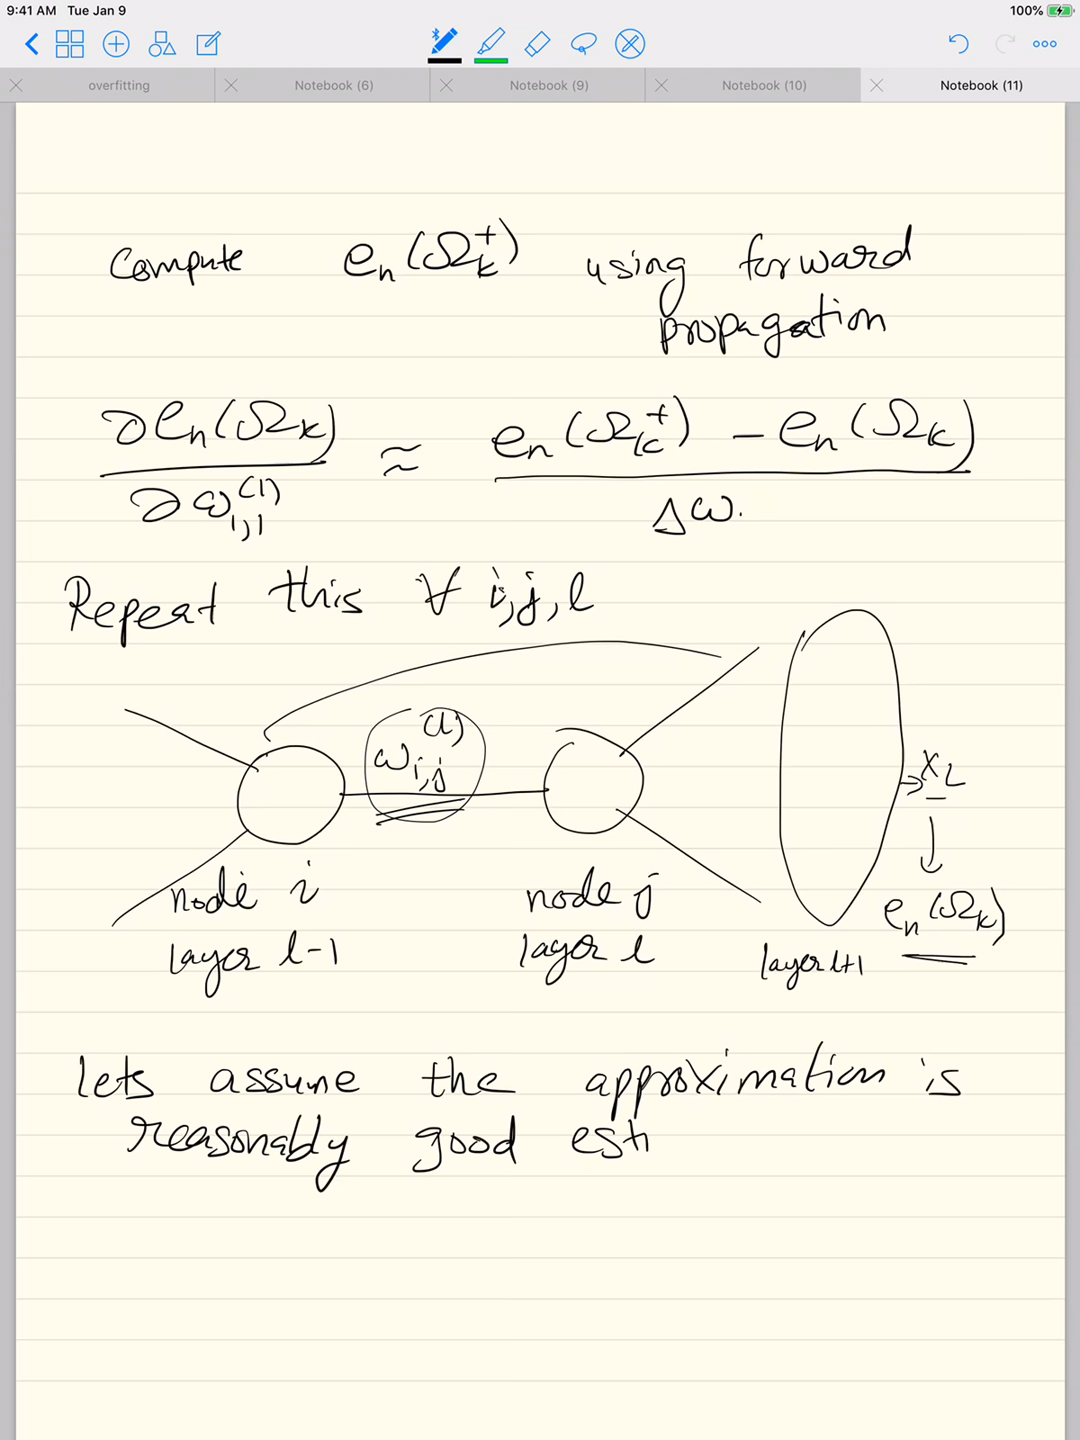 9:41 AM Tue Jan 9 100%
overfitting Notebook (6) Notebook (9) Notebook (10) Notebook (11)
Compute eₙ(Ωₖ⁺) using forward
propagation
∂eₙ(Ωₖ) / ∂ω₁,₁⁽¹⁾ ≈ (eₙ(Ωₖ⁺) − eₙ(Ωₖ)) / Δω.
Repeat this ∀ i,j,l
ωᵢ,ⱼ⁽ˡ⁾
→ x_L
↓
eₙ(Ωₖ)
node i node j
layer l-1 layer l layer l+1
lets assume the approximation is
reasonably good esti